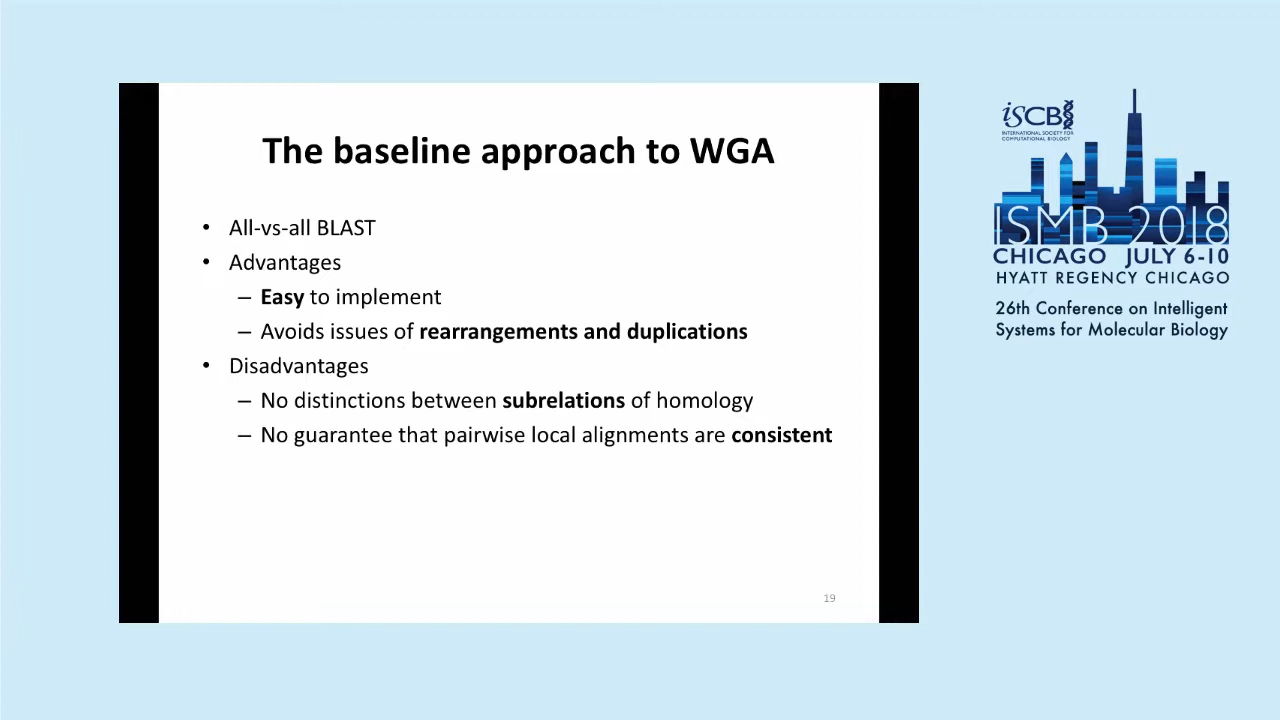 The baseline approach to WGA
• All-vs-all BLAST
• Advantages
– Easy to implement
– Avoids issues of rearrangements and duplications
• Disadvantages
– No distinctions between subrelations of homology
– No guarantee that pairwise local alignments are consistent
19
iSCB
INTERNATIONAL SOCIETY FOR
COMPUTATIONAL BIOLOGY
ISMB 2018
CHICAGO JULY 6-10
HYATT REGENCY CHICAGO
26th Conference on Intelligent
Systems for Molecular Biology